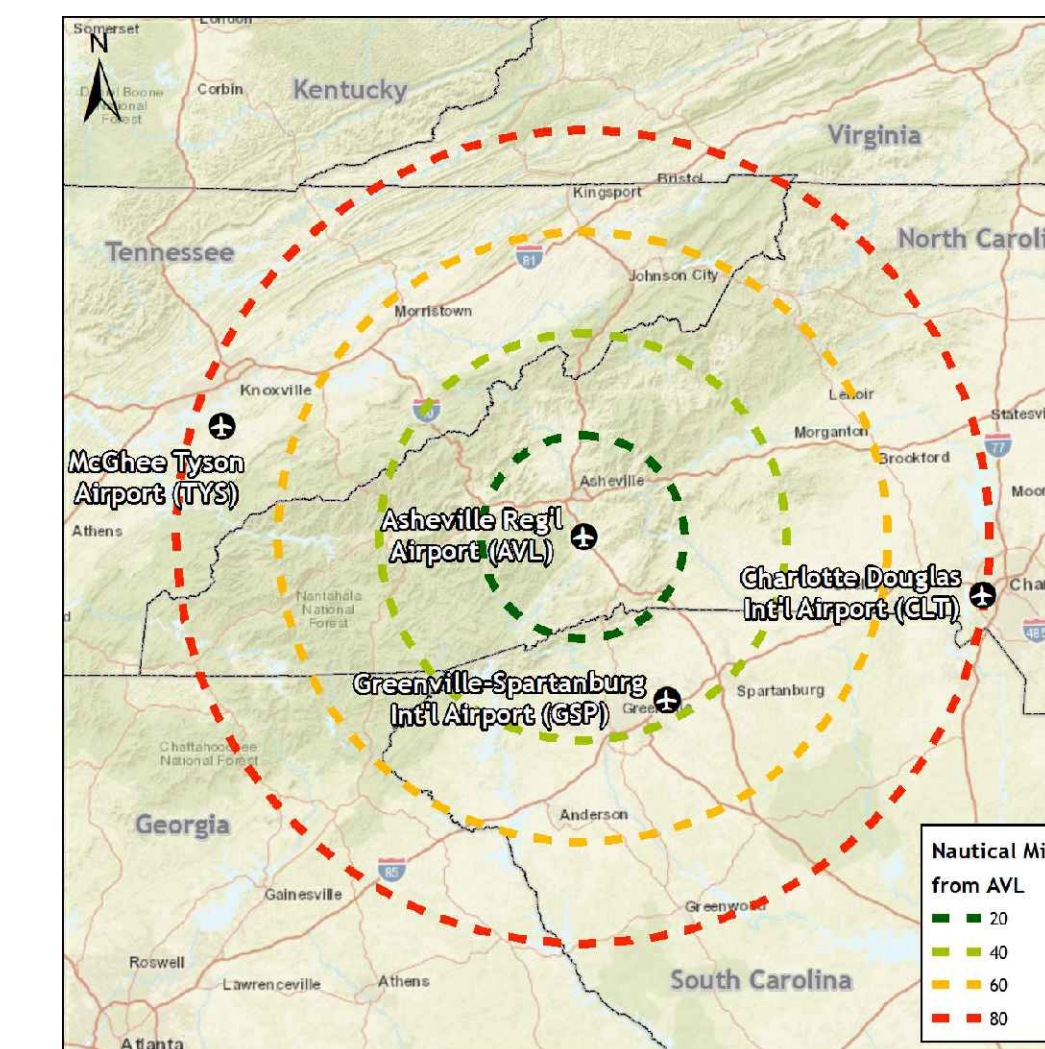 Somerset
London
N
Corbin
Kentucky
Virginia
Bristol
Kingsport
Tennessee
North Caroli
81
Johnson City
Morristown
Knoxville
40
Lenoir
Statesvi
Morganton
77
Brookford
McGhee Tyson
Airport (TYS)
Asheville
Moor
Asheville Reg'l
Airport (AVL)
Athens
Charlotte Douglas
Int'l Airport (CLT)
Char
Nantahala
National
Forest
485
Greenville-Spartanburg
Int'l Airport (GSP)
Spartanburg
Chattahoochee
National Forest
Georgia
Anderson
85
Gainesville
Greenwood
Roswell
Lawrenceville
Athens
South Carolina
Atlanta
Nautical Mi
from AVL
20
40
60
80